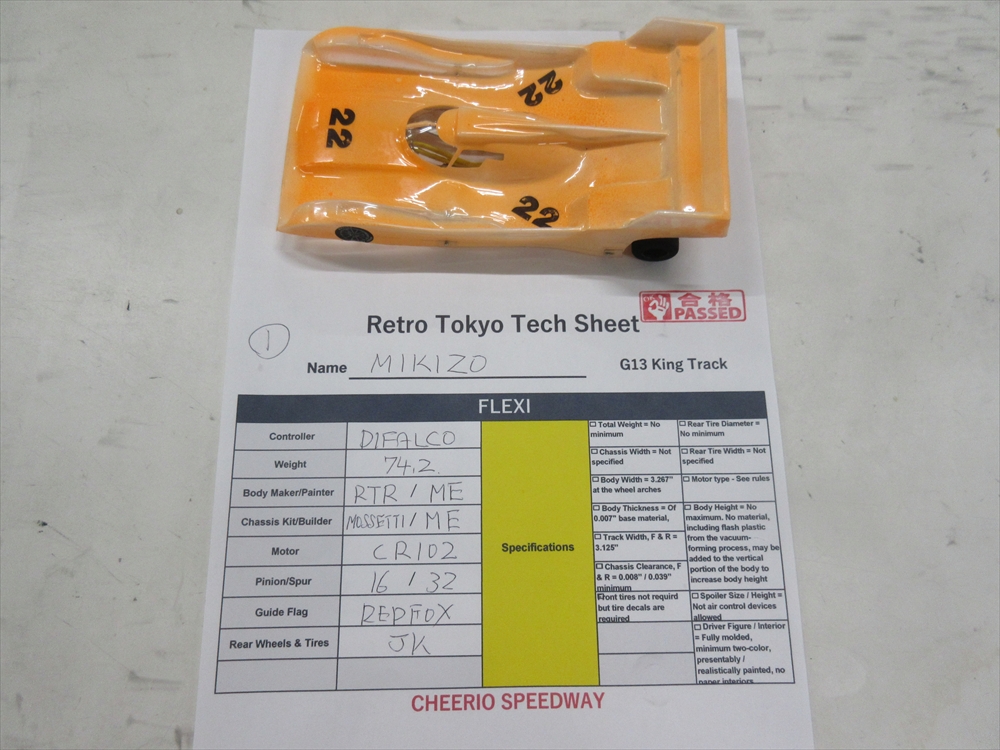 22
22
22
合格
PASSED
Retro Tokyo Tech Sheet
1
Name MIKIZO
G13 King Track
FLEXI
Controller DIFALCO
Weight 74.2
Body Maker/Painter RTR / ME
Chassis Kit/Builder MOSSETTI / ME
Motor CR102
Pinion/Spur 16 / 32
Guide Flag REDFOX
Rear Wheels & Tires JK
Specifications
☐ Total Weight = No
minimum
☐ Chassis Width = Not
specified
☐ Body Width = 3.267"
at the wheel arches
☐ Body Thickness = Of
0.007" base material,
☐ Track Width, F & R =
3.125"
☐ Chassis Clearance, F
& R = 0.008" / 0.039"
minimum
Front tires not requird
but tire decals are
required
☐ Rear Tire Diameter =
No minimum
☐ Rear Tire Width = Not
specified
☐ Motor type - See rules
☐ Body Height = No
maximum. No material,
including flash plastic
from the vacuum-
forming process, may be
added to the vertical
portion of the body to
increase body height
☐ Spoiler Size / Height =
Not air control devices
allowed
☐ Driver Figure / Interior
= Fully molded,
minimum two-color,
presentably /
realistically painted, no
paper interiors
CHEERIO SPEEDWAY